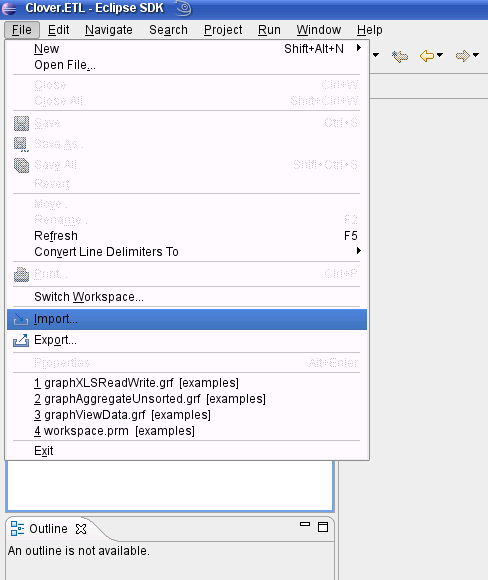 Clover.ETL - Eclipse SDK
File Edit Navigate Search Project Run Window Help
New Shift+Alt+N
Open File...
Close Ctrl+W
Close All Shift+Ctrl+W
Save Ctrl+S
Save As..
Save All Shift+Ctrl+S
Revert
Move..
Rename.. F2
Refresh F5
Convert Line Delimiters To
Print.. Ctrl+P
Switch Workspace...
Import...
Export...
Properties Alt+Enter
1 graphXLSReadWrite.grf [examples]
2 graphAggregateUnsorted.grf [examples]
3 graphViewData.grf [examples]
4 workspace.prm [examples]
Exit
Outline
An outline is not available.